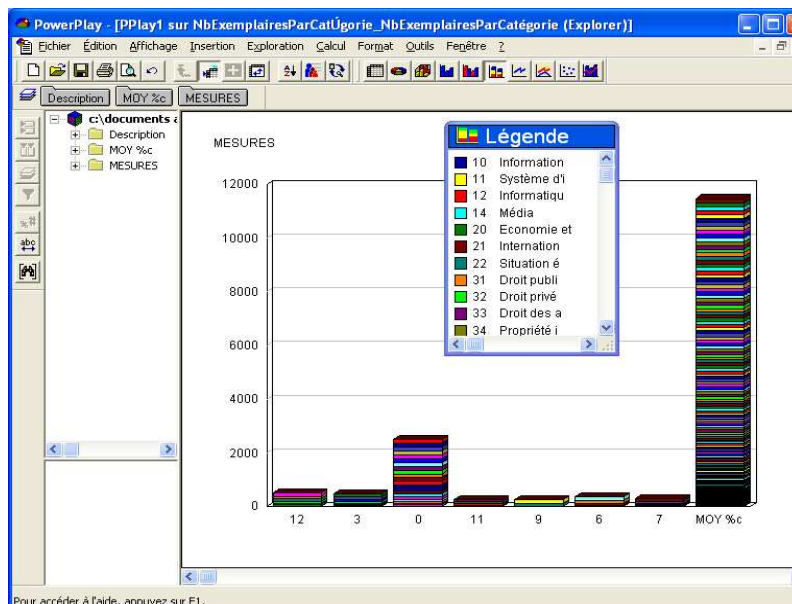 PowerPlay - [PPlay1 sur NbExemplairesParCatÚgorie_NbExemplairesParCatégorie (Explorer)]
Fichier Édition Affichage Insertion Exploration Calcul Format Outils Fenêtre ?
Description MOY %c MESURES
c:\documents a
Description
MOY %c
MESURES
MESURES
Légende
10 Information
11 Système d'i
12 Informatiqu
14 Média
20 Economie et
21 Internation
22 Situation é
31 Droit publi
32 Droit privé
33 Droit des a
34 Propriété i
12000
10000
8000
6000
4000
2000
0
12 3 0 11 9 6 7 MOY %c
Pour accéder à l'aide, appuyez sur F1.